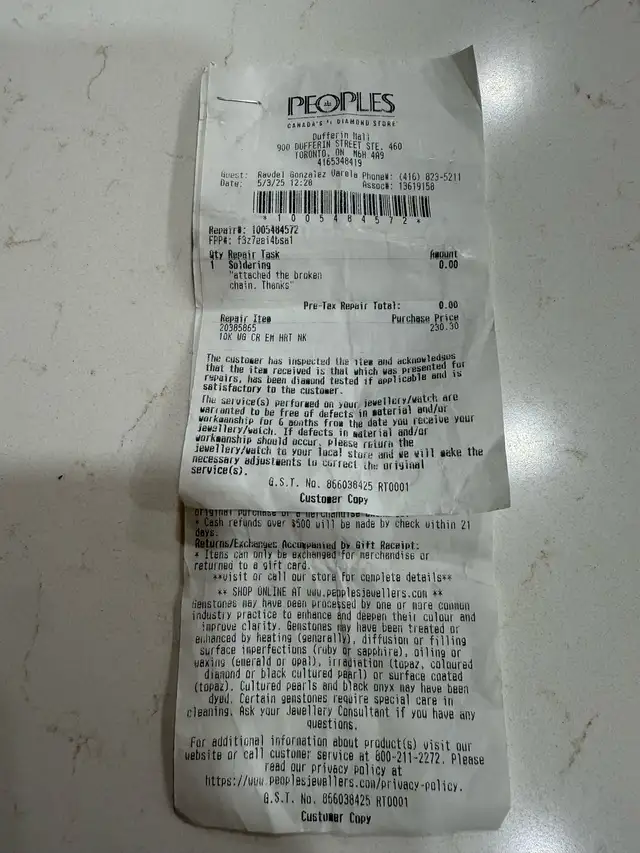 PEOPLES
CANADA'S #1 DIAMOND STORE
Dufferin Mall
900 DUFFERIN STREET STE. 460
TORONTO, ON M6H 4A9
4165348419
Guest: Raydel Gonzalez Varela Phone#: (416) 823-5211
Date: 5/3/25 12:28 Assoc#: 13619158
*1005484572*
Repair#: 1005484572
FPP#: f3z7eei4bsa1
Qty Repair Task Amount
1 Soldering 0.00
"attached the broken
chain. Thanks"
Pre-Tax Repair Total: 0.00
Repair Item Purchase Price
20385865 230.30
10K WG CR EM HRT NK
The customer has inspected the item and acknowledges
that the item received is that which was presented for
repairs, has been diamond tested if applicable and is
satisfactory to the customer.
The service(s) performed on your jewellery/watch are
warranted to be free of defects in material and/or
workmanship for 6 months from the date you receive your
jewellery/watch. If defects in material and/or
workmanship should occur, please return the
jewellery/watch to your local store and we will make the
necessary adjustments to correct the original
service(s).
G.S.T. No. 866038425 RT0001
Customer Copy
original purchase or a merchandise
* Cash refunds over $500 will be made by check within 21
days.
Returns/Exchanges Accompanied by Gift Receipt:
* Items can only be exchanged for merchandise or
returned to a gift card.
**visit or call our store for complete details**
** SHOP ONLINE AT www.peoplesjewellers.com **
Gemstones may have been processed by one or more common
industry practice to enhance and deepen their colour and
improve clarity. Gemstones may have been treated or
enhanced by heating (generally), diffusion or filling
surface imperfections (ruby or sapphire), oiling or
waxing (emerald or opal), irradiation (topaz, coloured
diamond or black cultured pearl) or surface coated
(topaz). Cultured pearls and black onyx may have been
dyed. Certain gemstones require special care in
cleaning. Ask your Jewellery Consultant if you have any
questions.
For additional information about product(s) visit our
website or call customer service at 800-211-2272. Please
read our privacy policy at
https://www.peoplesjewellers.com/privacy-policy.
G.S.T. No. 866038425 RT0001
Customer Copy